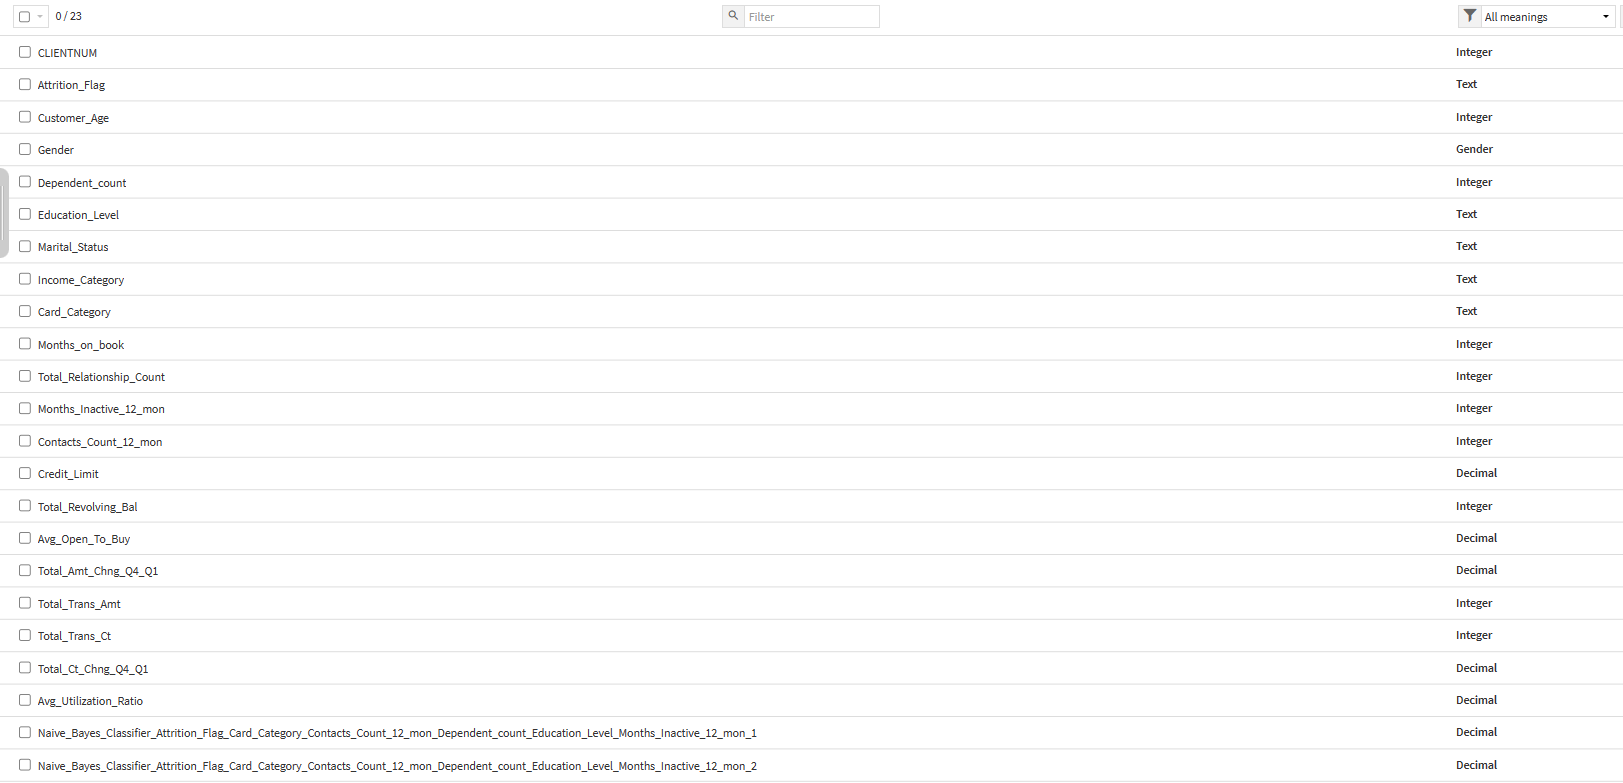 0 / 23 Filter All meanings
CLIENTNUM Integer
Attrition_Flag Text
Customer_Age Integer
Gender Gender
Dependent_count Integer
Education_Level Text
Marital_Status Text
Income_Category Text
Card_Category Text
Months_on_book Integer
Total_Relationship_Count Integer
Months_Inactive_12_mon Integer
Contacts_Count_12_mon Integer
Credit_Limit Decimal
Total_Revolving_Bal Integer
Avg_Open_To_Buy Decimal
Total_Amt_Chng_Q4_Q1 Decimal
Total_Trans_Amt Integer
Total_Trans_Ct Integer
Total_Ct_Chng_Q4_Q1 Decimal
Avg_Utilization_Ratio Decimal
Naive_Bayes_Classifier_Attrition_Flag_Card_Category_Contacts_Count_12_mon_Dependent_count_Education_Level_Months_Inactive_12_mon_1 Decimal
Naive_Bayes_Classifier_Attrition_Flag_Card_Category_Contacts_Count_12_mon_Dependent_count_Education_Level_Months_Inactive_12_mon_2 Decimal